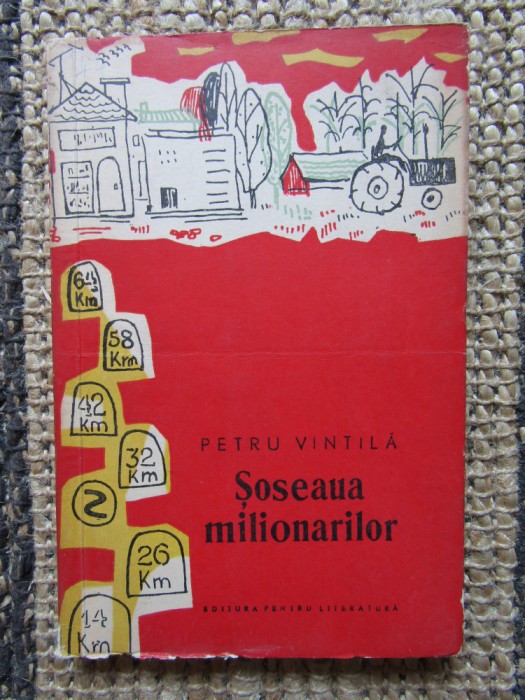 64
Km
58
Km
42
Km
PETRU VINTILĂ
32
Km
Șoseaua
milionarilor
2
26
Km
EDITURA PENTRU LITERATURĂ
14
Km